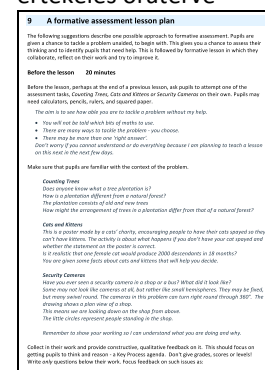 értékelés óraterve
9 A formative assessment lesson plan
The following suggestions describe one possible approach to formative assessment. Pupils are
given a chance to tackle a problem unaided, to begin with. This gives you a chance to assess their
thinking and to identify pupils that need help. This is followed by formative lesson in which they
collaborate, reflect on their work and try to improve it.
Before the lesson 20 minutes
Before the lesson, perhaps at the end of a previous lesson, ask pupils to attempt one of the
assessment tasks, Counting Trees, Cats and Kittens or Security Cameras on their own. Pupils may
need calculators, pencils, rulers, and squared paper.
The aim is to see how able you are to tackle a problem without my help.
• You will not be told which bits of maths to use.
• There are many ways to tackle the problem - you choose.
• There may be more than one 'right answer'.
Don't worry if you cannot understand or do everything because I am planning to teach a lesson
on this next in the next few days.
Make sure that pupils are familiar with the context of the problem.
Counting Trees
Does anyone know what a tree plantation is?
How is a plantation different from a natural forest?
The plantation consists of old and new trees
How might the arrangement of trees in a plantation differ from that of a natural forest?
Cats and Kittens
This is a poster made by a cats' charity, encouraging people to have their cats spayed so they
can't have kittens. The activity is about what happens if you don't have your cat spayed and
whether the statement on the poster is correct.
Is it realistic that one female cat would produce 2000 descendants in 18 months?
You are given some facts about cats and kittens that will help you decide.
Security Cameras
Have you ever seen a security camera in a shop or a bus? What did it look like?
Some may not look like cameras at all, but rather like small hemispheres. They may be fixed,
but many swivel round. The cameras in this problem can turn right round through 360°. The
drawing shows a plan view of a shop.
This means we are looking down on the shop from above.
The little circles represent people standing in the shop.
Remember to show your working so I can understand what you are doing and why.
Collect in their work and provide constructive, qualitative feedback on it. This should focus on
getting pupils to think and reason - a Key Process agenda. Don't give grades, scores or levels!
Write only questions below their work. Focus feedback on such issues as: